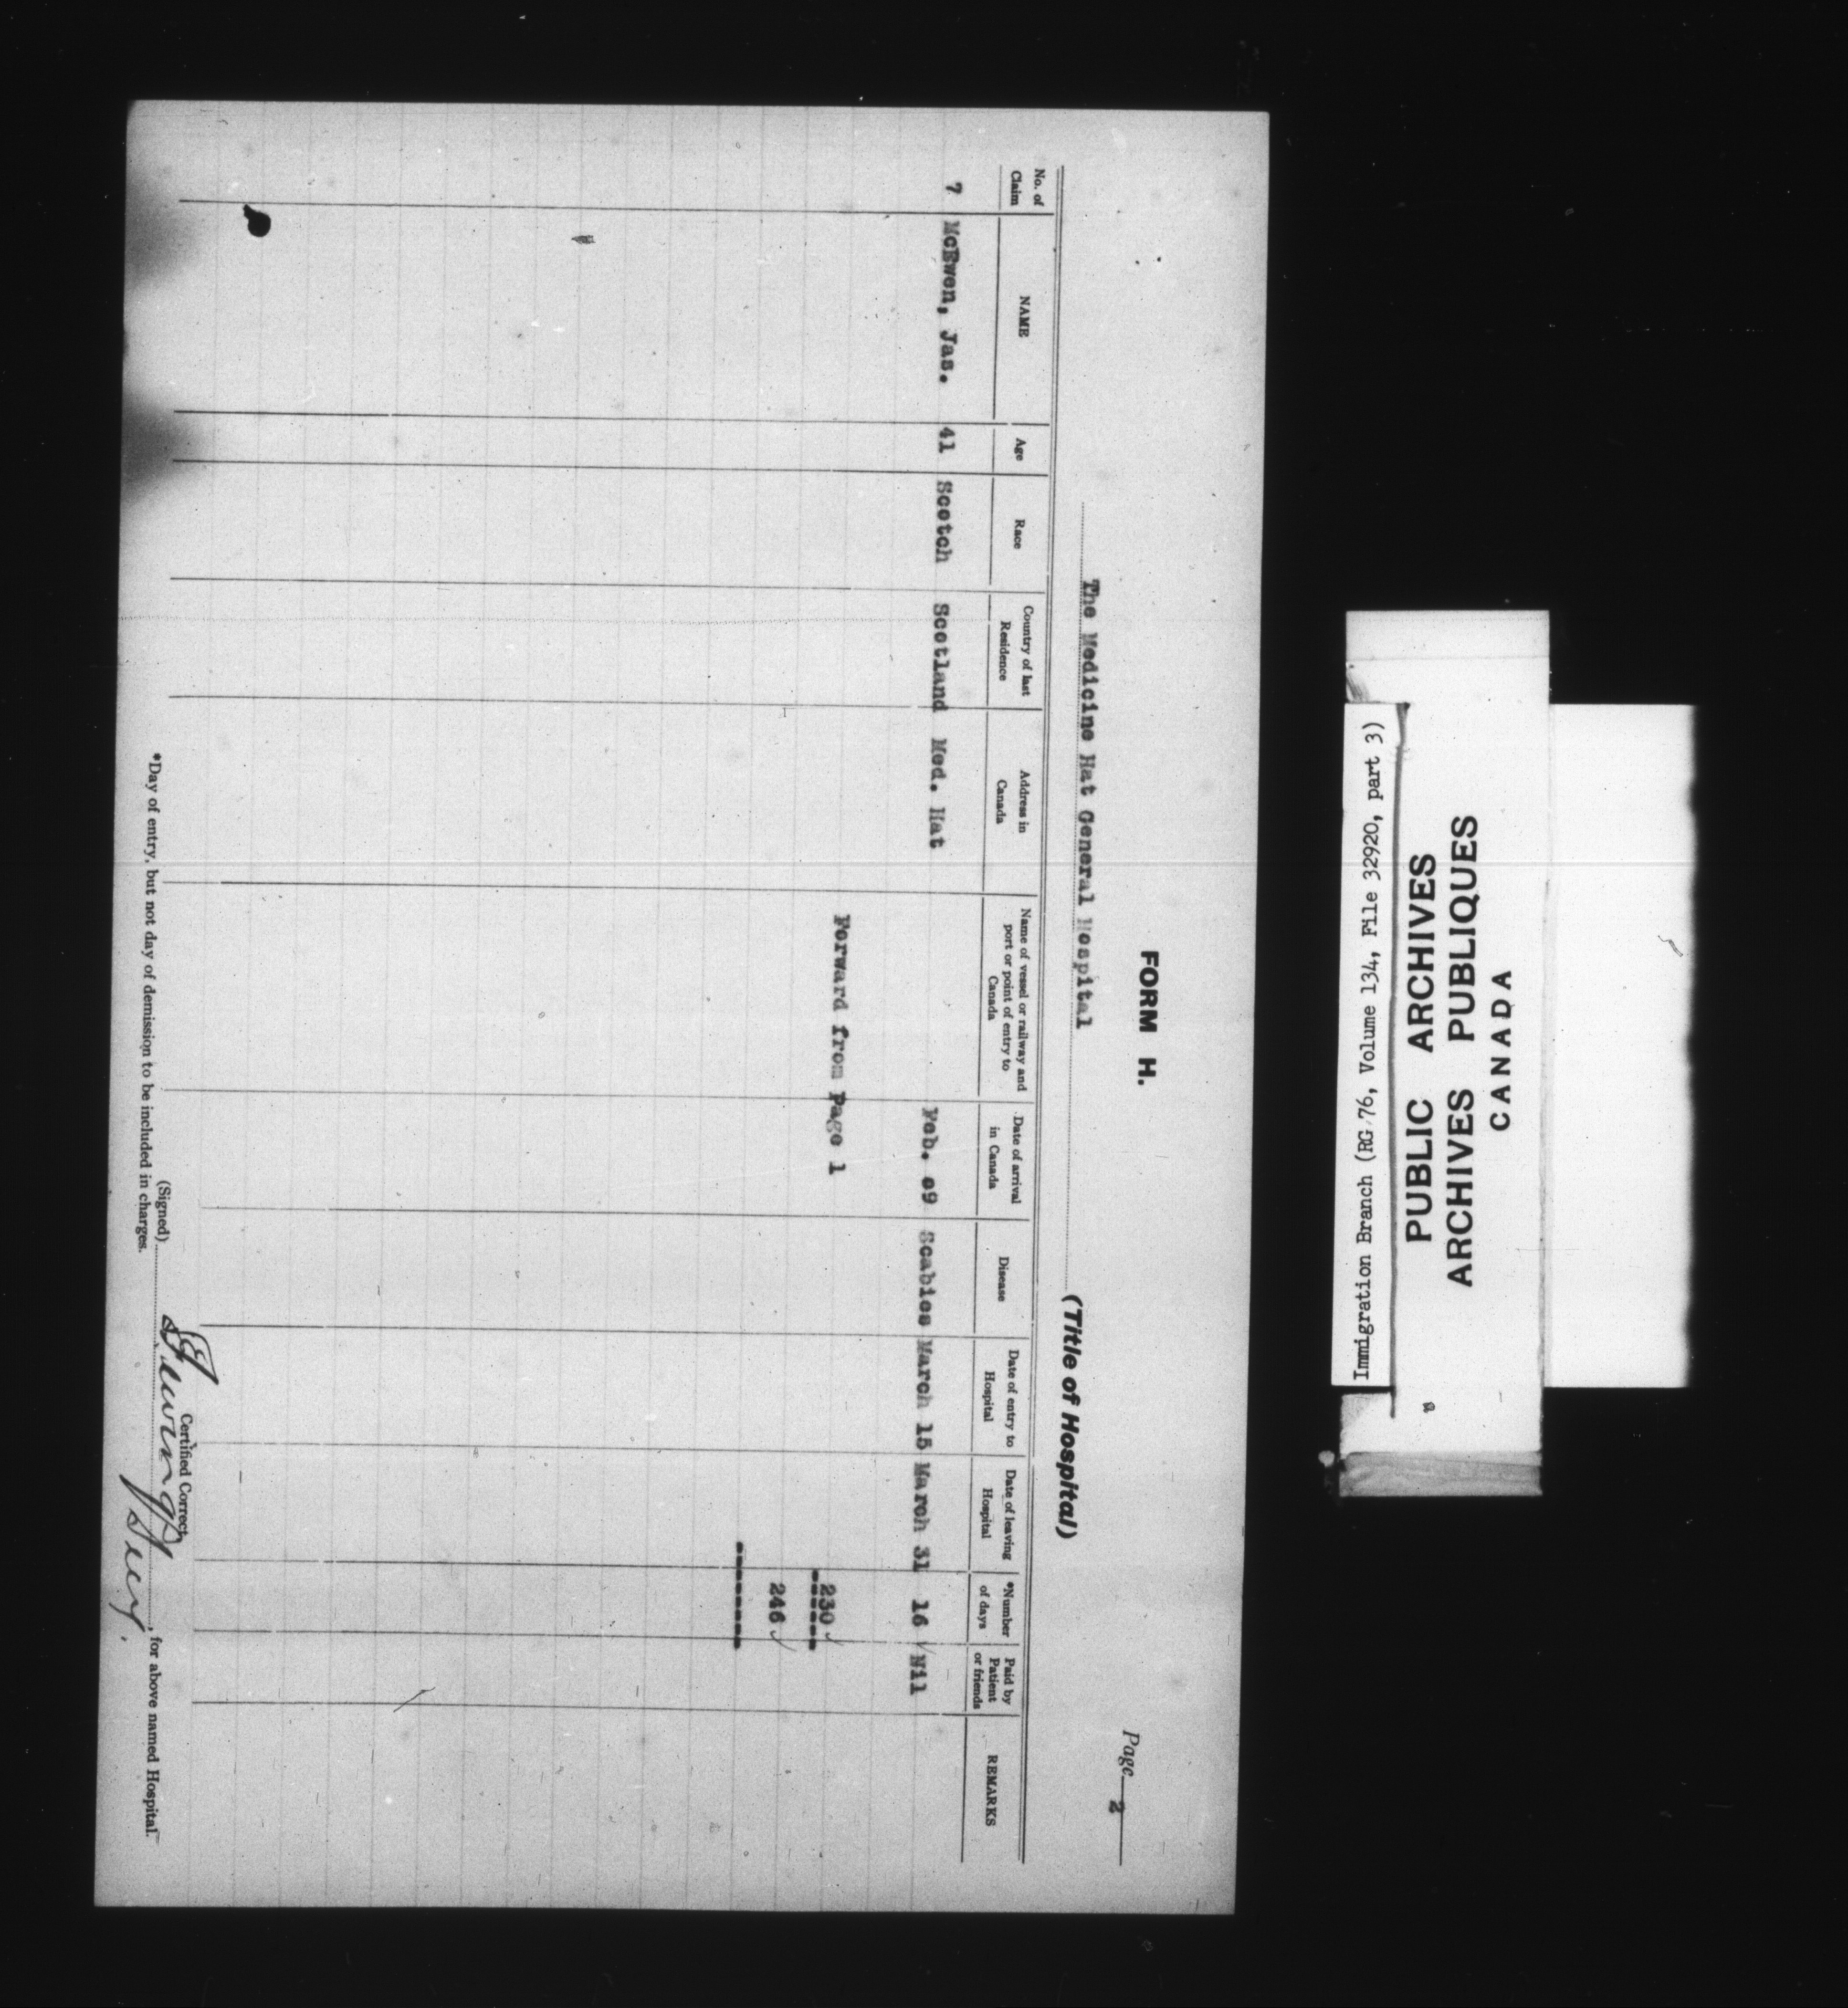 FORM H.
Page 2
The Medicine Hat General Hospital (Title of Hospital)
No. of Claim NAME Age Race Country of last Residence Address in Canada Name of vessel or railway and port or point of entry to Canada Date of arrival in Canada Disease Date of entry to Hospital Date of leaving Hospital *Number of days Paid by Patient or friends REMARKS
7 McEwen, Jas. 41 Scotch Scotland Med. Hat Feb. o9 Scabies March 15 March 31 16 Nil
Forward from page 1 230
246
Certified Correct,
(Signed) , for above named Hospital.
*Day of entry, but not day of demission to be included in charges.
Immigration Branch (RG 76, Volume 134, File 32920, part 3)
PUBLIC ARCHIVES
ARCHIVES PUBLIQUES
CANADA